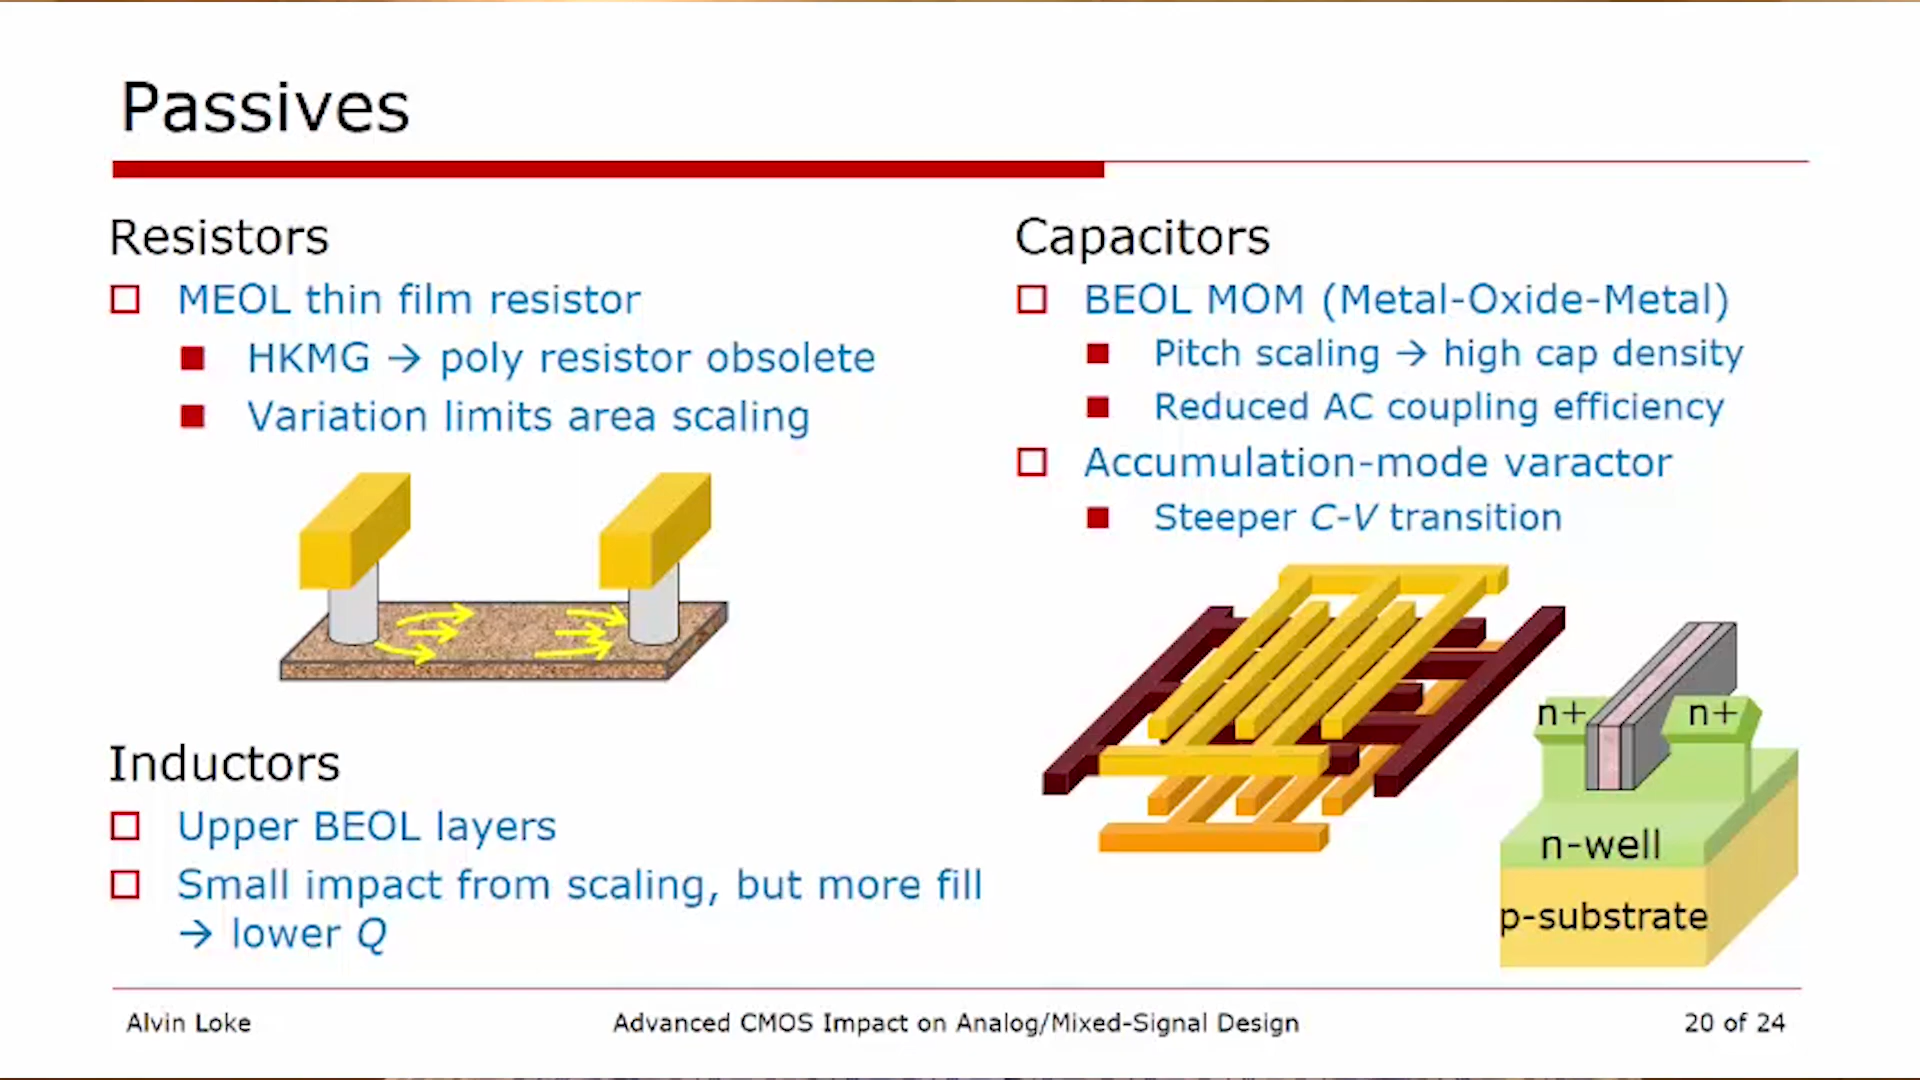 Passives
Resistors
MEOL thin film resistor
HKMG → poly resistor obsolete
Variation limits area scaling
Inductors
Upper BEOL layers
Small impact from scaling, but more fill
→ lower Q
Capacitors
BEOL MOM (Metal-Oxide-Metal)
Pitch scaling → high cap density
Reduced AC coupling efficiency
Accumulation-mode varactor
Steeper C-V transition
n+ n+
n-well
p-substrate
Alvin Loke
Advanced CMOS Impact on Analog/Mixed-Signal Design
20 of 24